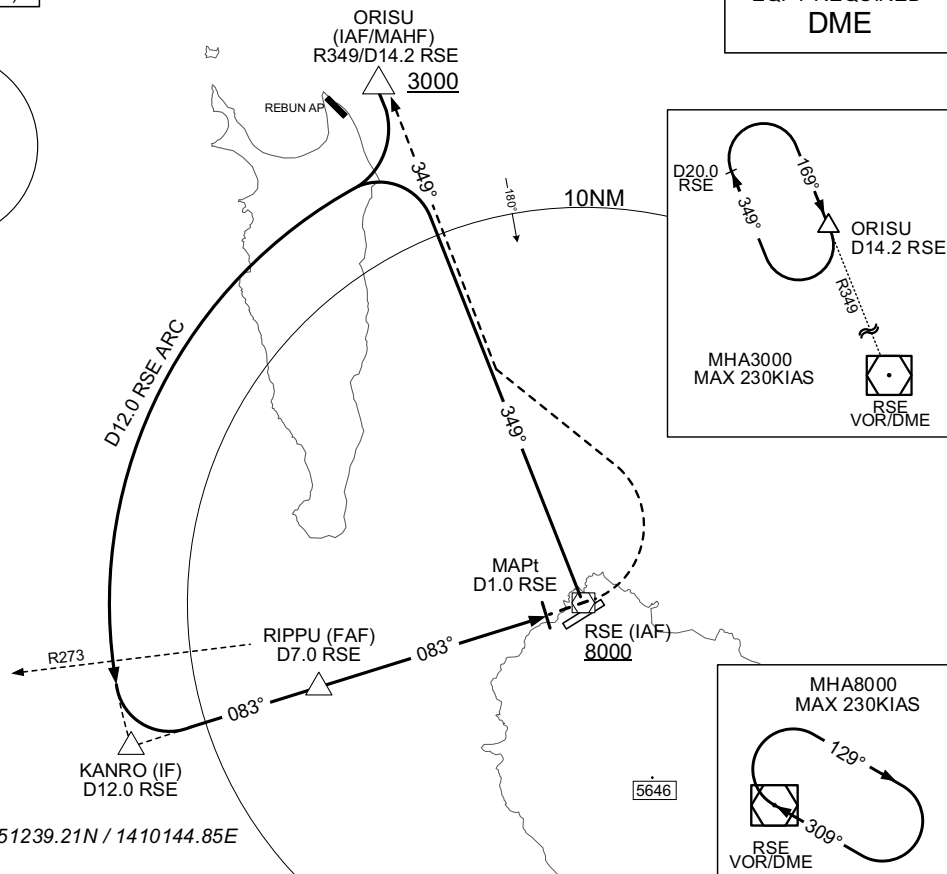 DME
ORISU
(IAF/MAHF)
R349/D14.2 RSE
3000
REBUN AP
349°
180°
10NM
D12.0 RSE ARC
349°
MAPt
D1.0 RSE
RSE (IAF)
8000
RIPPU (FAF)
D7.0 RSE
R273
083°
083°
KANRO (IF)
D12.0 RSE
5646
51239.21N / 1410144.85E
D20.0
RSE
169°
349°
ORISU
D14.2 RSE
R349
MHA3000
MAX 230KIAS
RSE
VOR/DME
MHA8000
MAX 230KIAS
129°
309°
RSE
VOR/DME